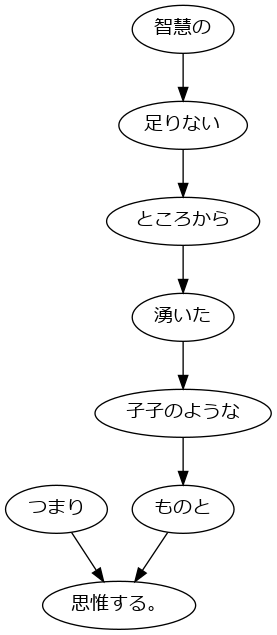 智慧の
足りない
ところから
湧いた
子子のような
つまり
ものと
思惟する。